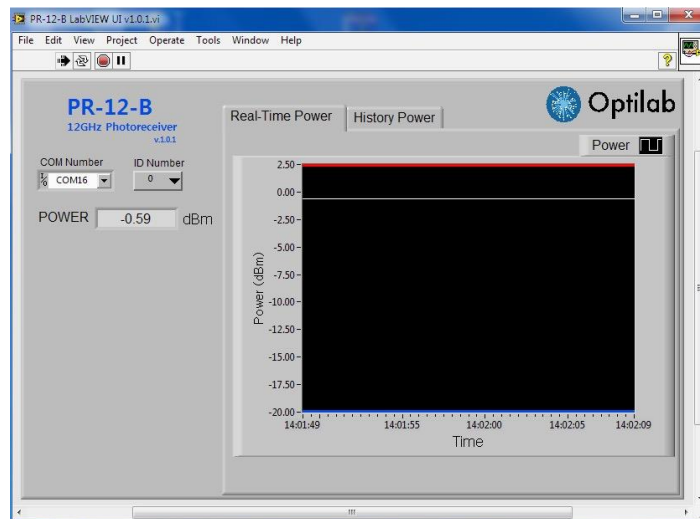 PR-12-B LabVIEW UI v1.0.1.vi
File Edit View Project Operate Tools Window Help
PR-12-B
12GHz Photoreceiver
v.1.0.1
Optilab
Real-Time Power
History Power
Power
COM Number
ID Number
COM16
0
POWER
-0.59
dBm
Power (dBm)
2.50
0.00
-2.50
-5.00
-7.50
-10.00
-12.50
-15.00
-17.50
-20.00
14:01:49 14:01:55 14:02:00 14:02:05 14:02:09
Time